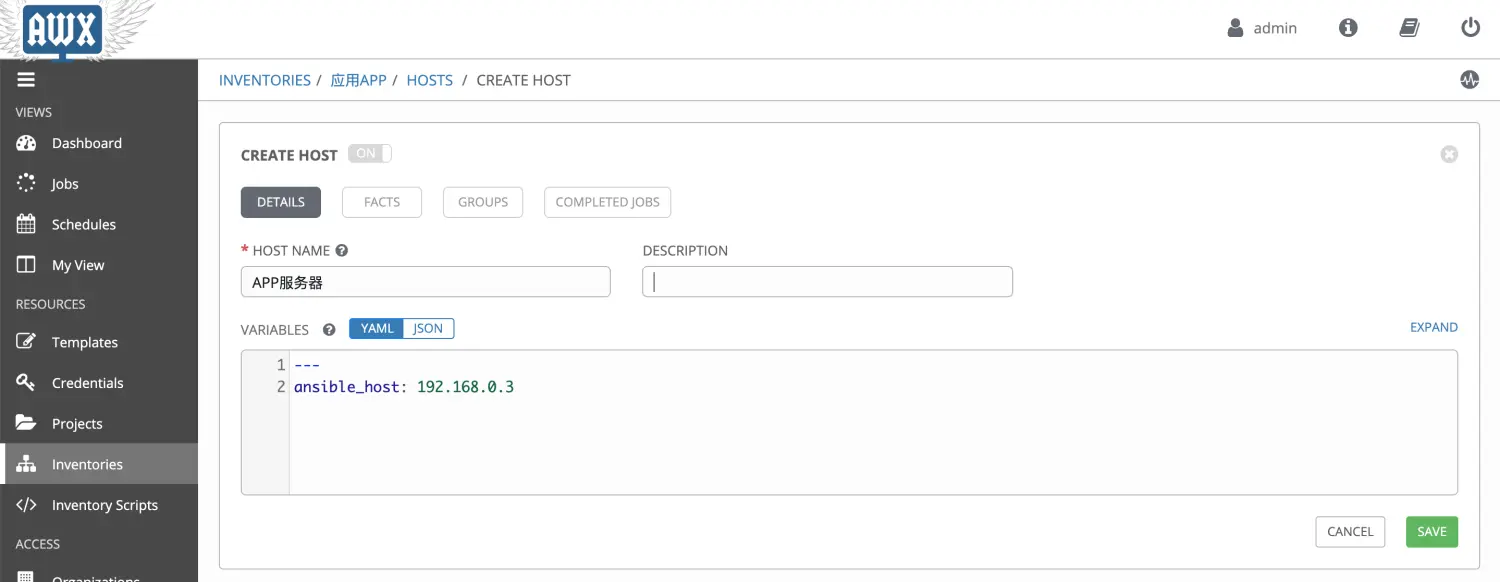 AWX
admin
INVENTORIES / 应用APP / HOSTS / CREATE HOST
VIEWS
Dashboard
Jobs
Schedules
My View
RESOURCES
Templates
Credentials
Projects
Inventories
Inventory Scripts
ACCESS
Organizations
CREATE HOST ON
DETAILS FACTS GROUPS COMPLETED JOBS
* HOST NAME DESCRIPTION
APP服务器
VARIABLES YAML JSON EXPAND
1 ---
2 ansible_host: 192.168.0.3
CANCEL SAVE